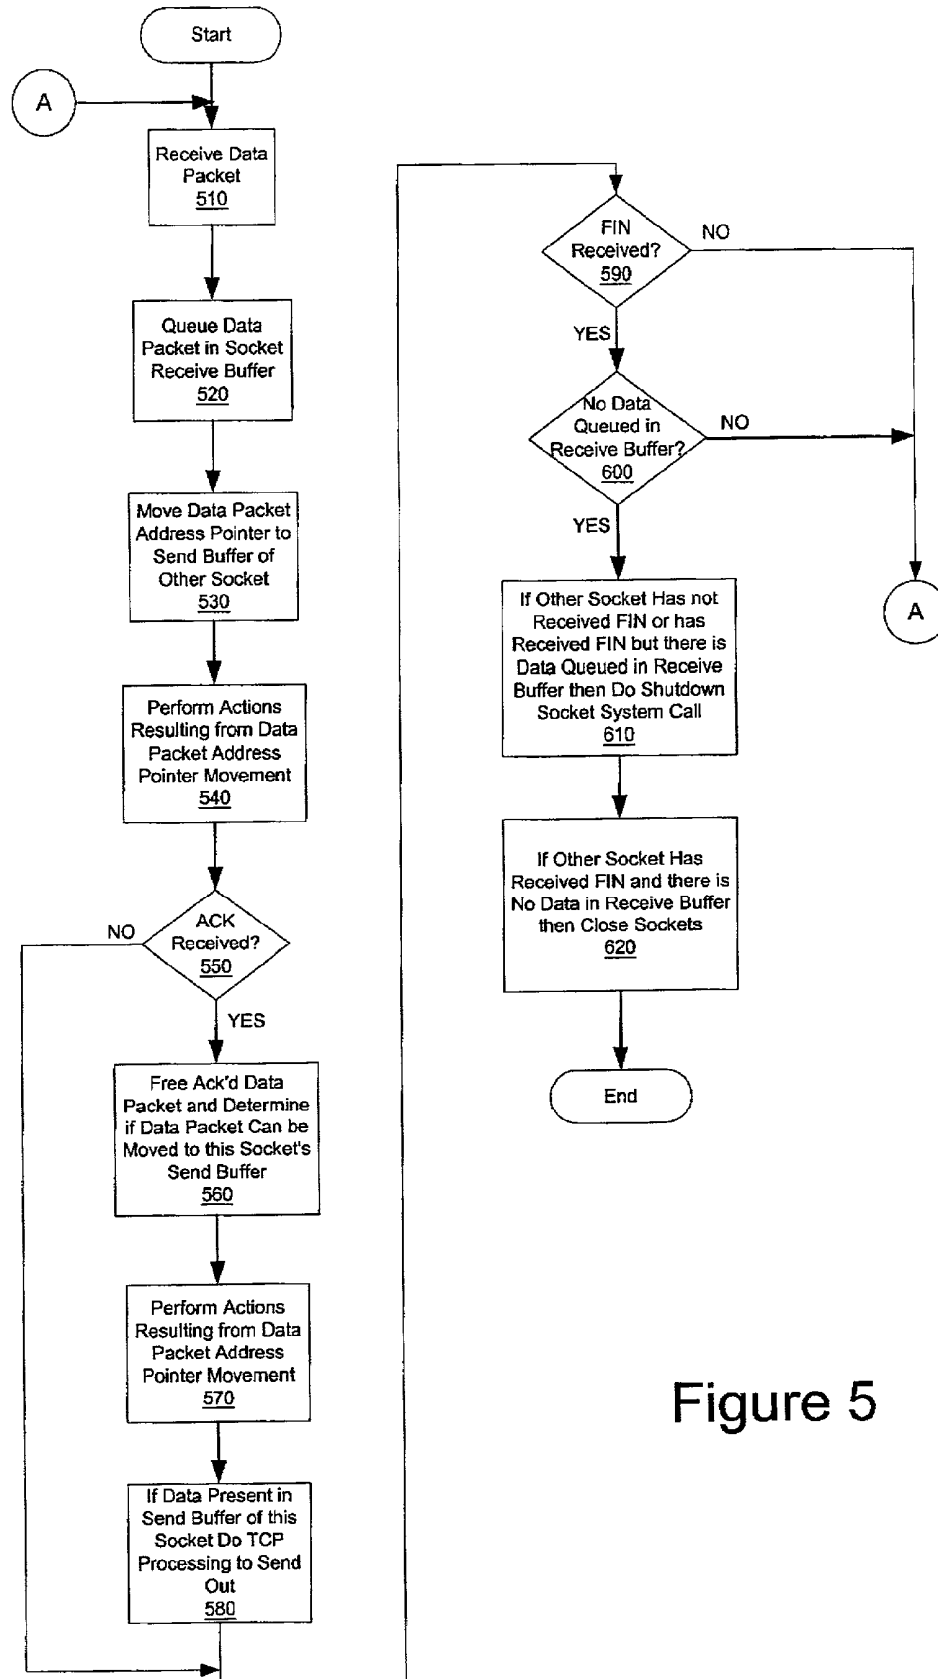 Start
A
Receive Data
Packet
510
Queue Data
Packet in Socket
Receive Buffer
520
Move Data Packet
Address Pointer to
Send Buffer of
Other Socket
530
Perform Actions
Resulting from Data
Packet Address
Pointer Movement
540
ACK
Received?
550
NO
YES
Free Ack'd Data
Packet and Determine
if Data Packet Can be
Moved to this Socket's
Send Buffer
560
Perform Actions
Resulting from Data
Packet Address
Pointer Movement
570
If Data Present in
Send Buffer of this
Socket Do TCP
Processing to Send
Out
580
FIN
Received?
590
NO
YES
No Data
Queued in
Receive Buffer?
600
NO
YES
A
If Other Socket Has not
Received FIN or has
Received FIN but there is
Data Queued in Receive
Buffer then Do Shutdown
Socket System Call
610
If Other Socket Has
Received FIN and there is
No Data in Receive Buffer
then Close Sockets
620
End
Figure 5